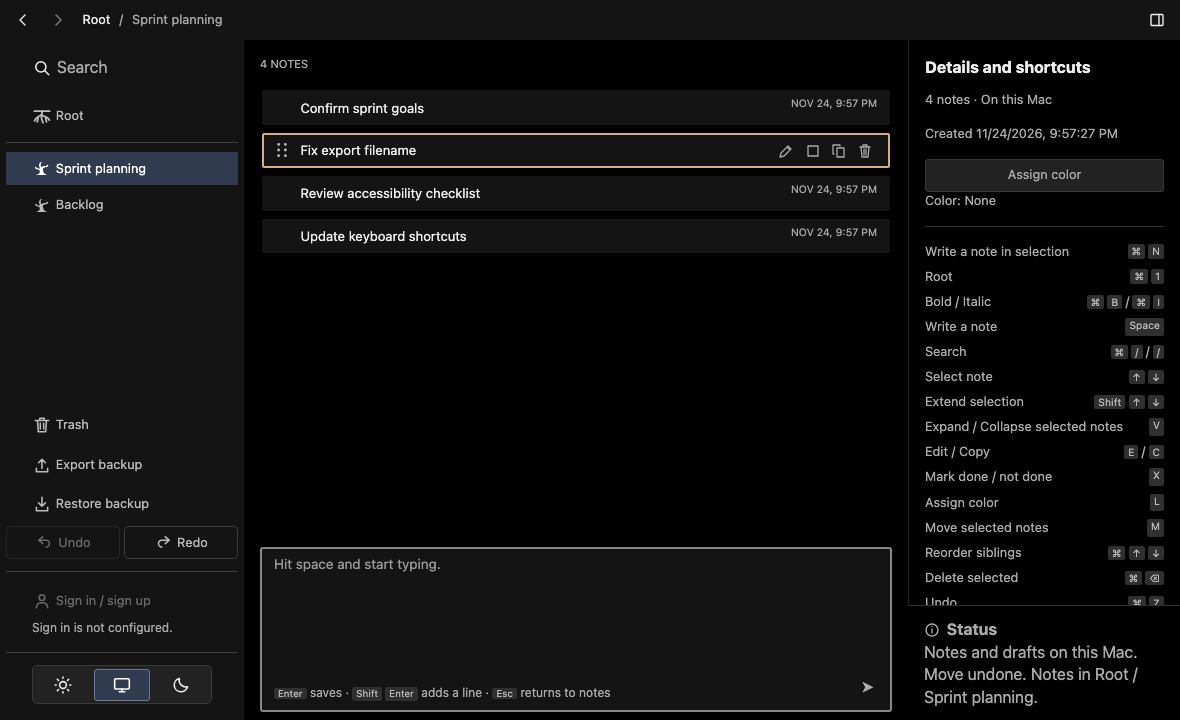 Root / Sprint planning
Search
Root
Sprint planning
Backlog
Trash
Export backup
Restore backup
Undo
Redo
Sign in / sign up
Sign in is not configured.
4 NOTES
Confirm sprint goals
NOV 24, 9:57 PM
Fix export filename
Review accessibility checklist
NOV 24, 9:57 PM
Update keyboard shortcuts
NOV 24, 9:57 PM
Hit space and start typing.
Enter saves · Shift Enter adds a line · Esc returns to notes
Details and shortcuts
4 notes · On this Mac
Created 11/24/2026, 9:57:27 PM
Assign color
Color: None
Write a note in selection ⌘ N
Root ⌘ 1
Bold / Italic ⌘ B / ⌘ I
Write a note Space
Search ⌘ / / /
Select note ↑ ↓
Extend selection Shift ↑ ↓
Expand / Collapse selected notes V
Edit / Copy E / C
Mark done / not done X
Assign color L
Move selected notes M
Reorder siblings ⌘ ↑ ↓
Delete selected ⌘ ⌫
Undo ⌘ Z
Status
Notes and drafts on this Mac.
Move undone. Notes in Root /
Sprint planning.